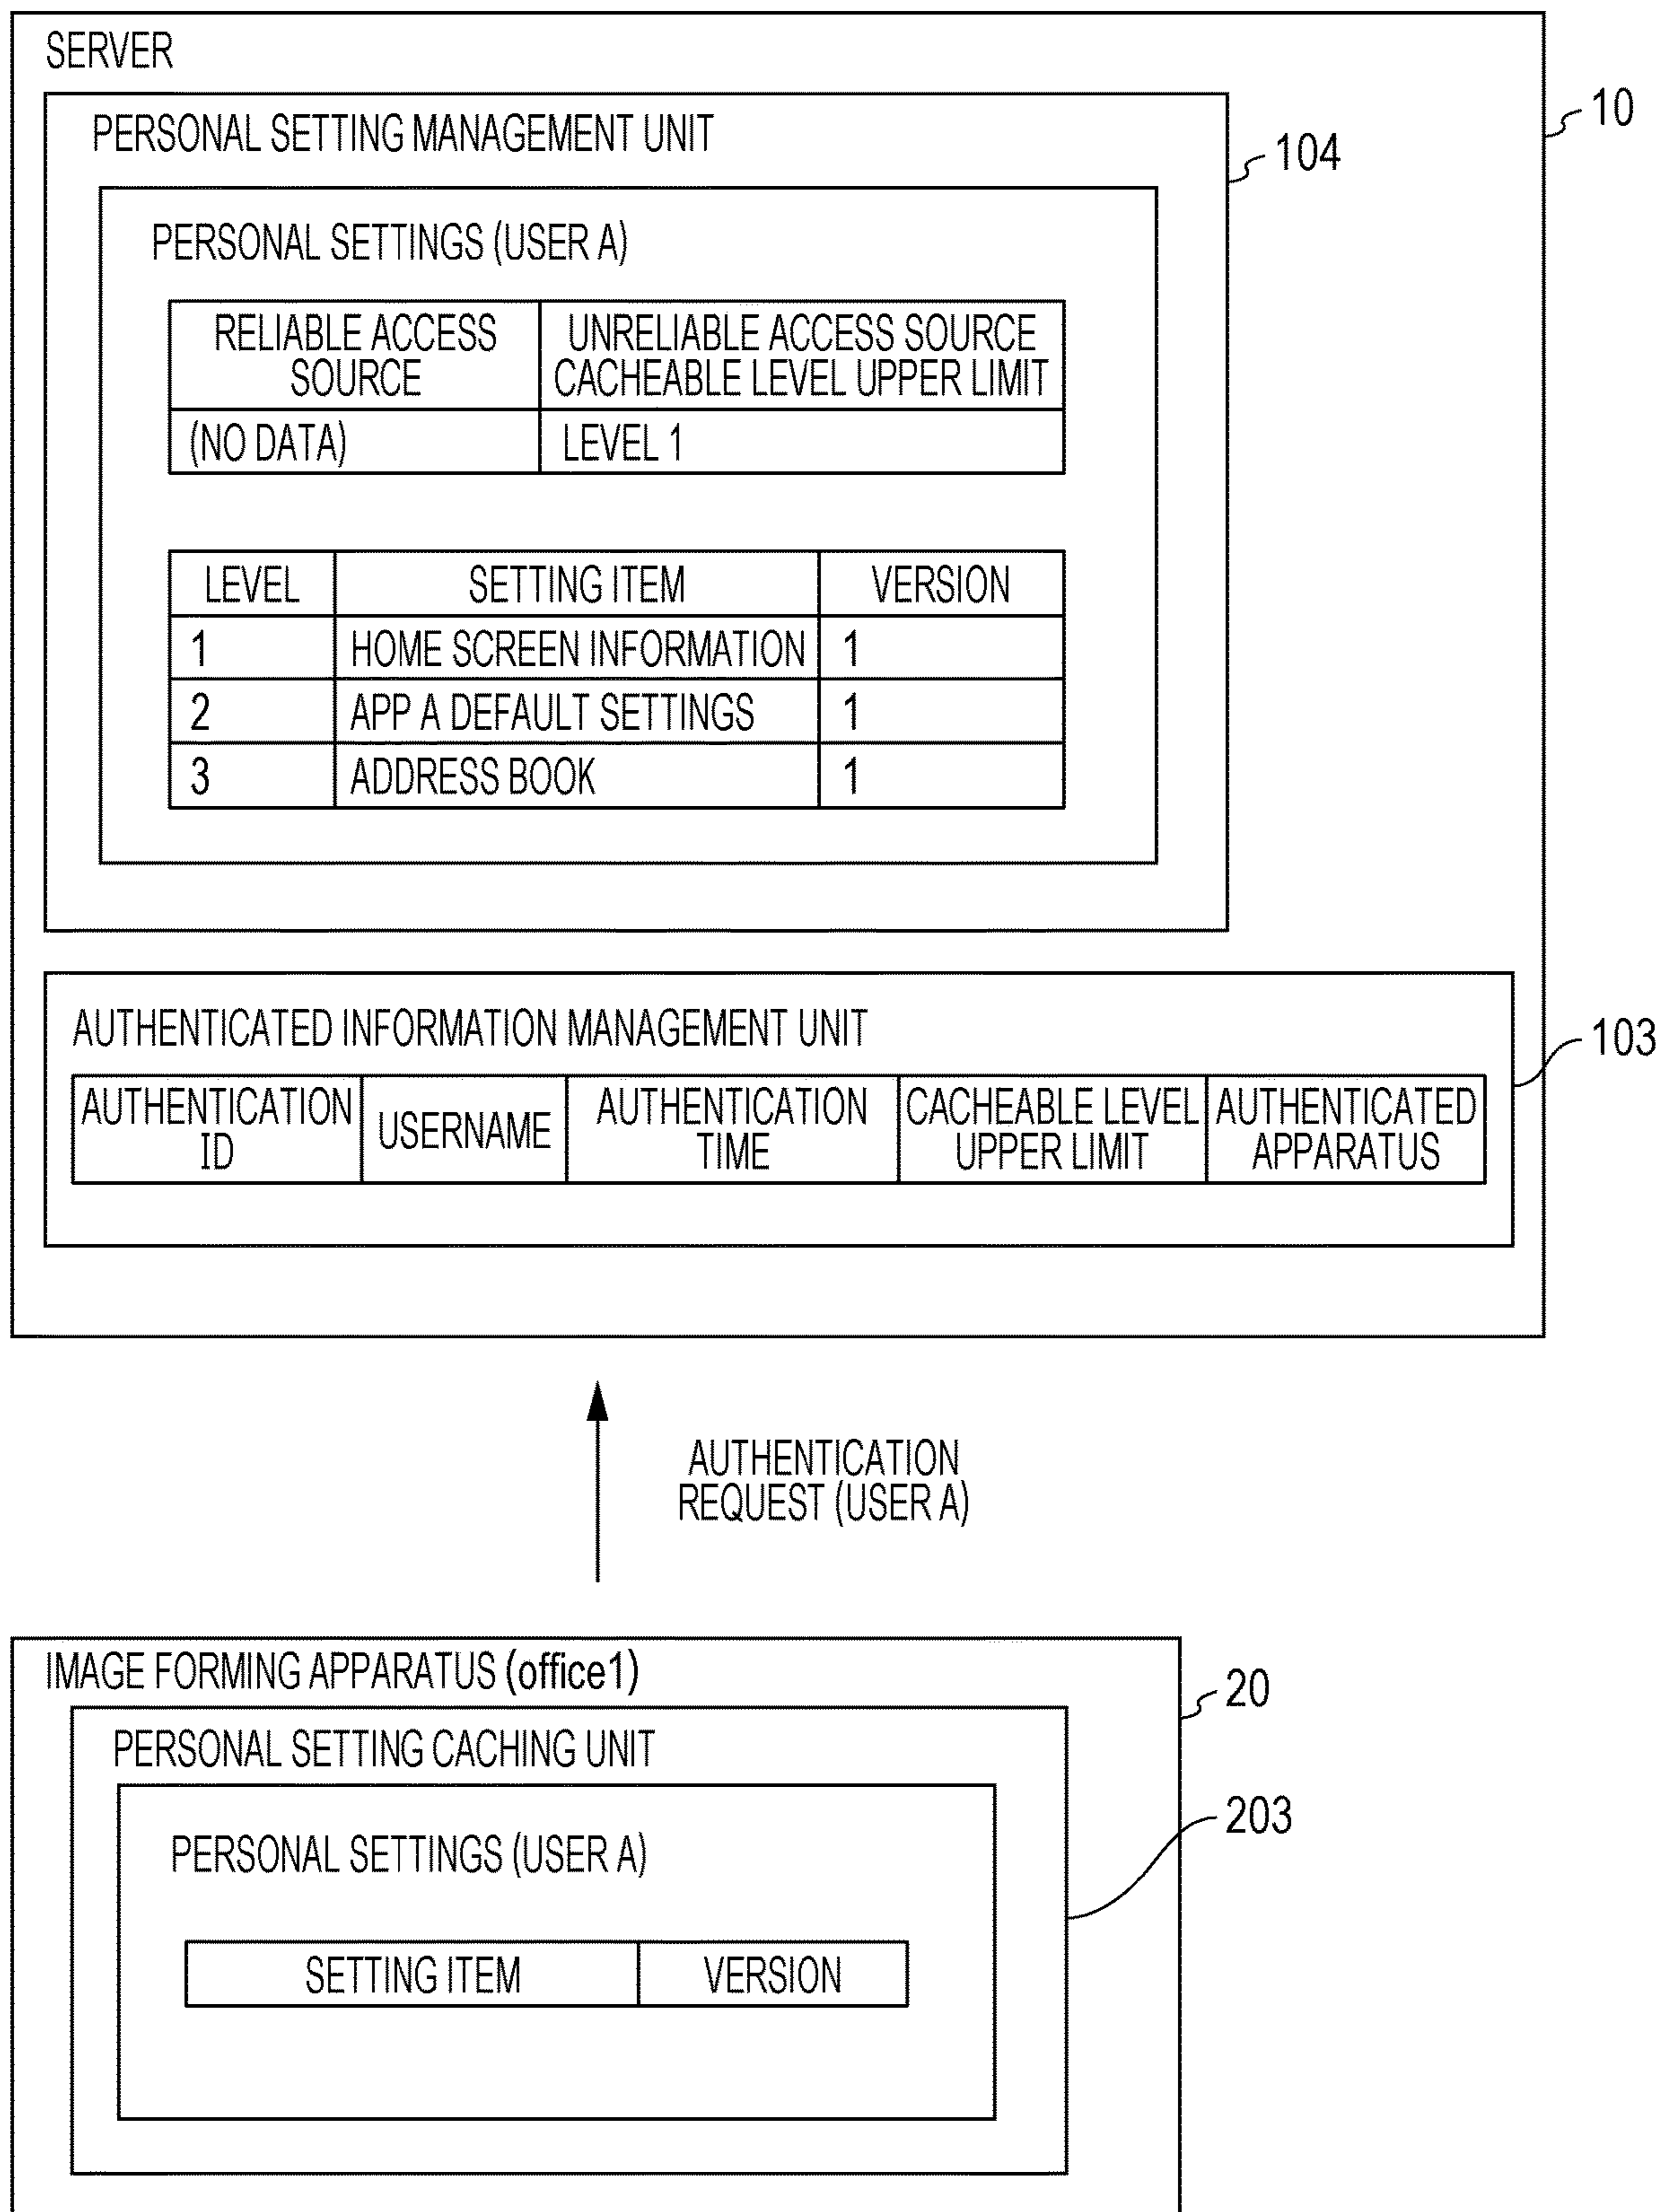 SERVER
10
PERSONAL SETTING MANAGEMENT UNIT
104
PERSONAL SETTINGS (USER A)
RELIABLE ACCESS
SOURCE
UNRELIABLE ACCESS SOURCE
CACHEABLE LEVEL UPPER LIMIT
(NO DATA)
LEVEL 1
LEVEL
SETTING ITEM
VERSION
1
HOME SCREEN INFORMATION
1
2
APP A DEFAULT SETTINGS
1
3
ADDRESS BOOK
1
AUTHENTICATED INFORMATION MANAGEMENT UNIT
103
AUTHENTICATION
ID
USERNAME
AUTHENTICATION
TIME
CACHEABLE LEVEL
UPPER LIMIT
AUTHENTICATED
APPARATUS
AUTHENTICATION
REQUEST (USER A)
IMAGE FORMING APPARATUS (office1)
20
PERSONAL SETTING CACHING UNIT
203
PERSONAL SETTINGS (USER A)
SETTING ITEM
VERSION